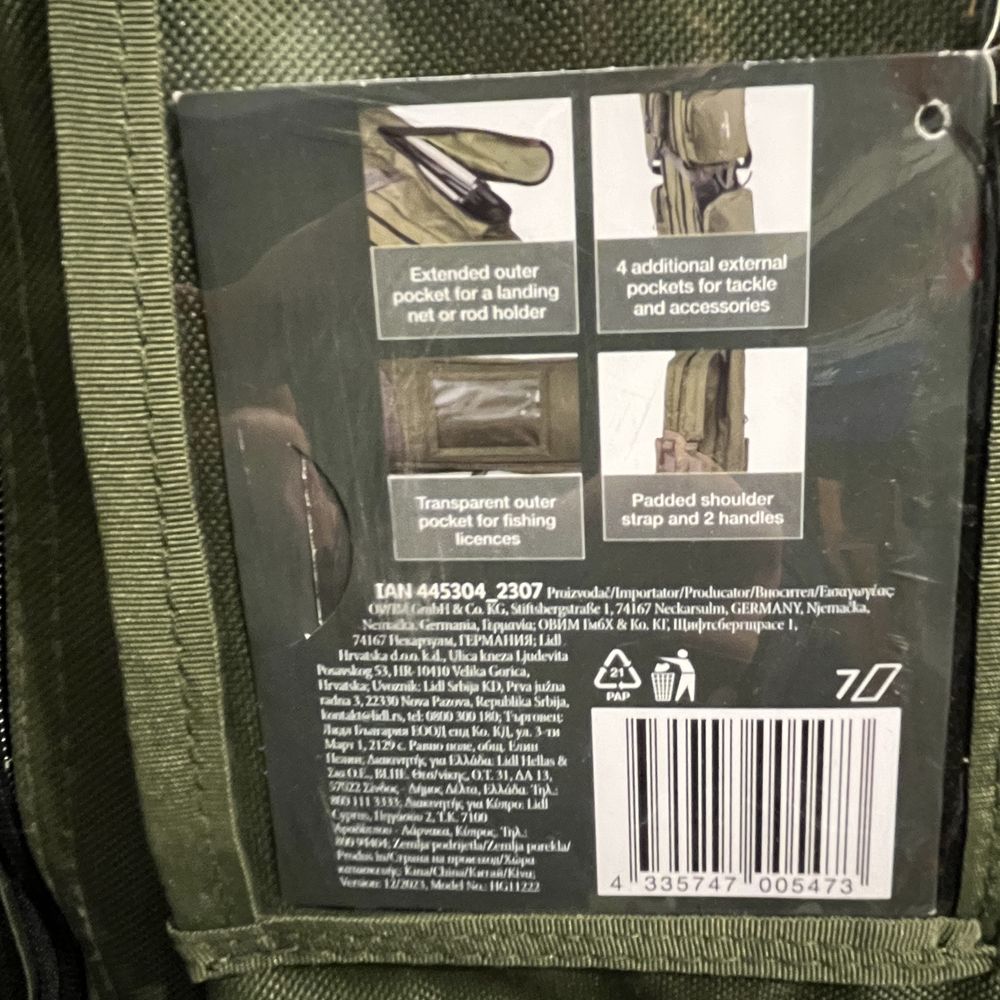 Extended outer
pocket for a landing
net or rod holder
4 additional external
pockets for tackle
and accessories
Transparent outer
pocket for fishing
licences
Padded shoulder
strap and 2 handles
IAN 445304_2307 Proizvođač/Importator/Producator/Вносител/Εισαγωγέας
OWIM GmbH & Co. KG, Stiftsbergstraße 1, 74167 Neckarsulm, GERMANY, Njemačka,
Nemačka, Germania, Γερμανία; ОВИМ ГмбХ & Ко. КГ, Щифтсбергщрасе 1,
74167 Некарзулм, ГЕРМАНИЯ; Lidl
Hrvatska d.o.o. k.d., Ulica kneza Ljudevita
Posavskog 53, HR-10410 Velika Gorica,
Hrvatska; Uvoznik: Lidl Srbija KD, Prva južna
radna 3, 22330 Nova Pazova, Republika Srbija,
kontakt@lidl.rs, tel: 0800 300 180; Търговец:
Лидл България ЕООД енд Ко. КД, ул. 3-ти
Март 1, 2129 с. Равно поле, общ. Елин
Пелин; Διακινητής για Ελλάδα: Lidl Hellas &
Σια Ο.Ε., ΒΙ.ΠΕ. Θεσ/νίκης, Ο.Τ. 31, ΔΑ 13,
57022 Σίνδος - Δήμος Δέλτα, Ελλάδα. Τηλ.:
800 111 3333; Διακινητής για Κύπρο: Lidl
Cyprus, Πηγάσου 2, Τ.Κ. 7100
Αραδίππου - Λάρνακα, Κύπρος, Τηλ.:
800 94404; Zemlja podrijetla/Zemlja porekla/
Produs în/Страна на произход/Χώρα
κατασκευής: Kina/China/Китай/Κίνα;
Version: 12/2023, Model No.: HG11222
21
PAP
7
4 335747 005473